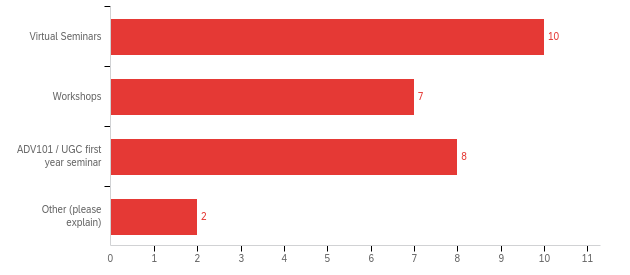 Virtual Seminars
10
Workshops
7
ADV101 / UGC first
year seminar
8
Other (please
explain)
2
0 1 2 3 4 5 6 7 8 9 10 11